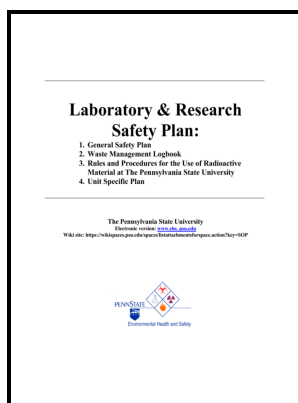 Laboratory & Research
Safety Plan:
1. General Safety Plan
2. Waste Management Logbook
3. Rules and Procedures for the Use of Radioactive
Material at The Pennsylvania State University
4. Unit Specific Plan
The Pennsylvania State University
Electronic version: www.ehs.psu.edu
Wiki site: https://wikispaces.psu.edu/spaces/listattachmentsforspace.action?key=SOP
PENNSTATE
Environmental Health and Safety